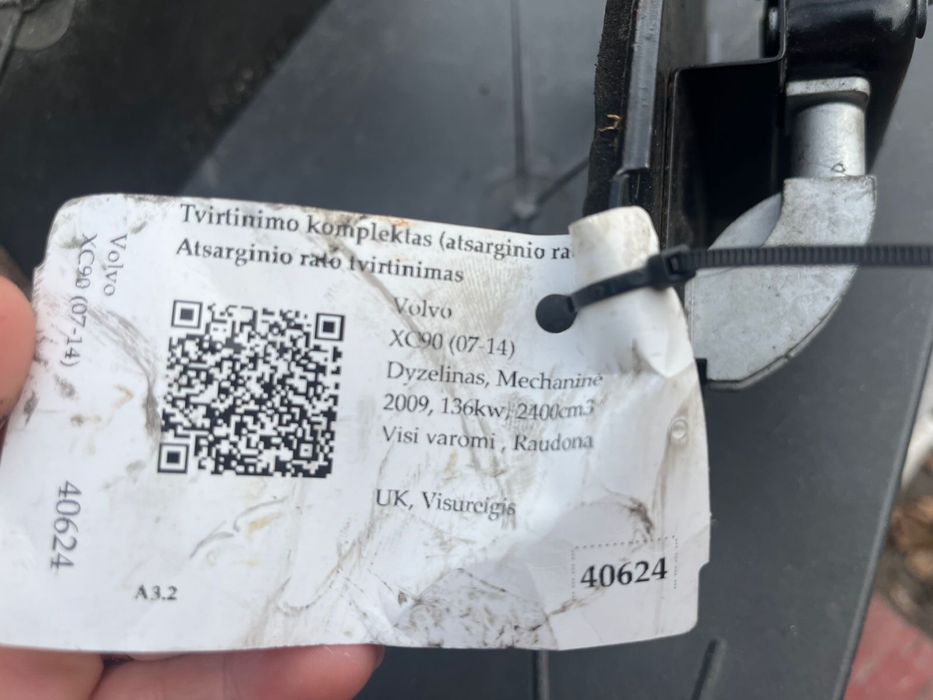 Tvirtinimo komplektas (atsarginio ra
Atsarginio rato tvirtinimas
Volvo
XC90 (07-14)
Dyzelinas, Mechaninė
2009, 136kw, 2400cm3
Visi varomi , Raudona
UK, Visureigis
40624
A3.2
Volvo
XC90 (07-14)
40624